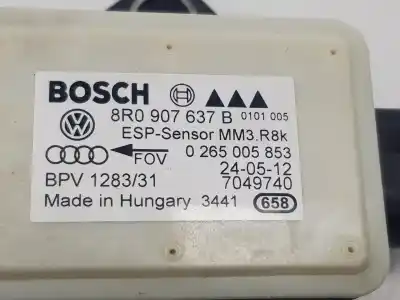 BOSCH
8R0 907 637 B 0101 005
ESP-Sensor MM3.R8k
FOV 0 265 005 853
24-05-12
BPV 1283/31 7049740
Made in Hungary 3441 658